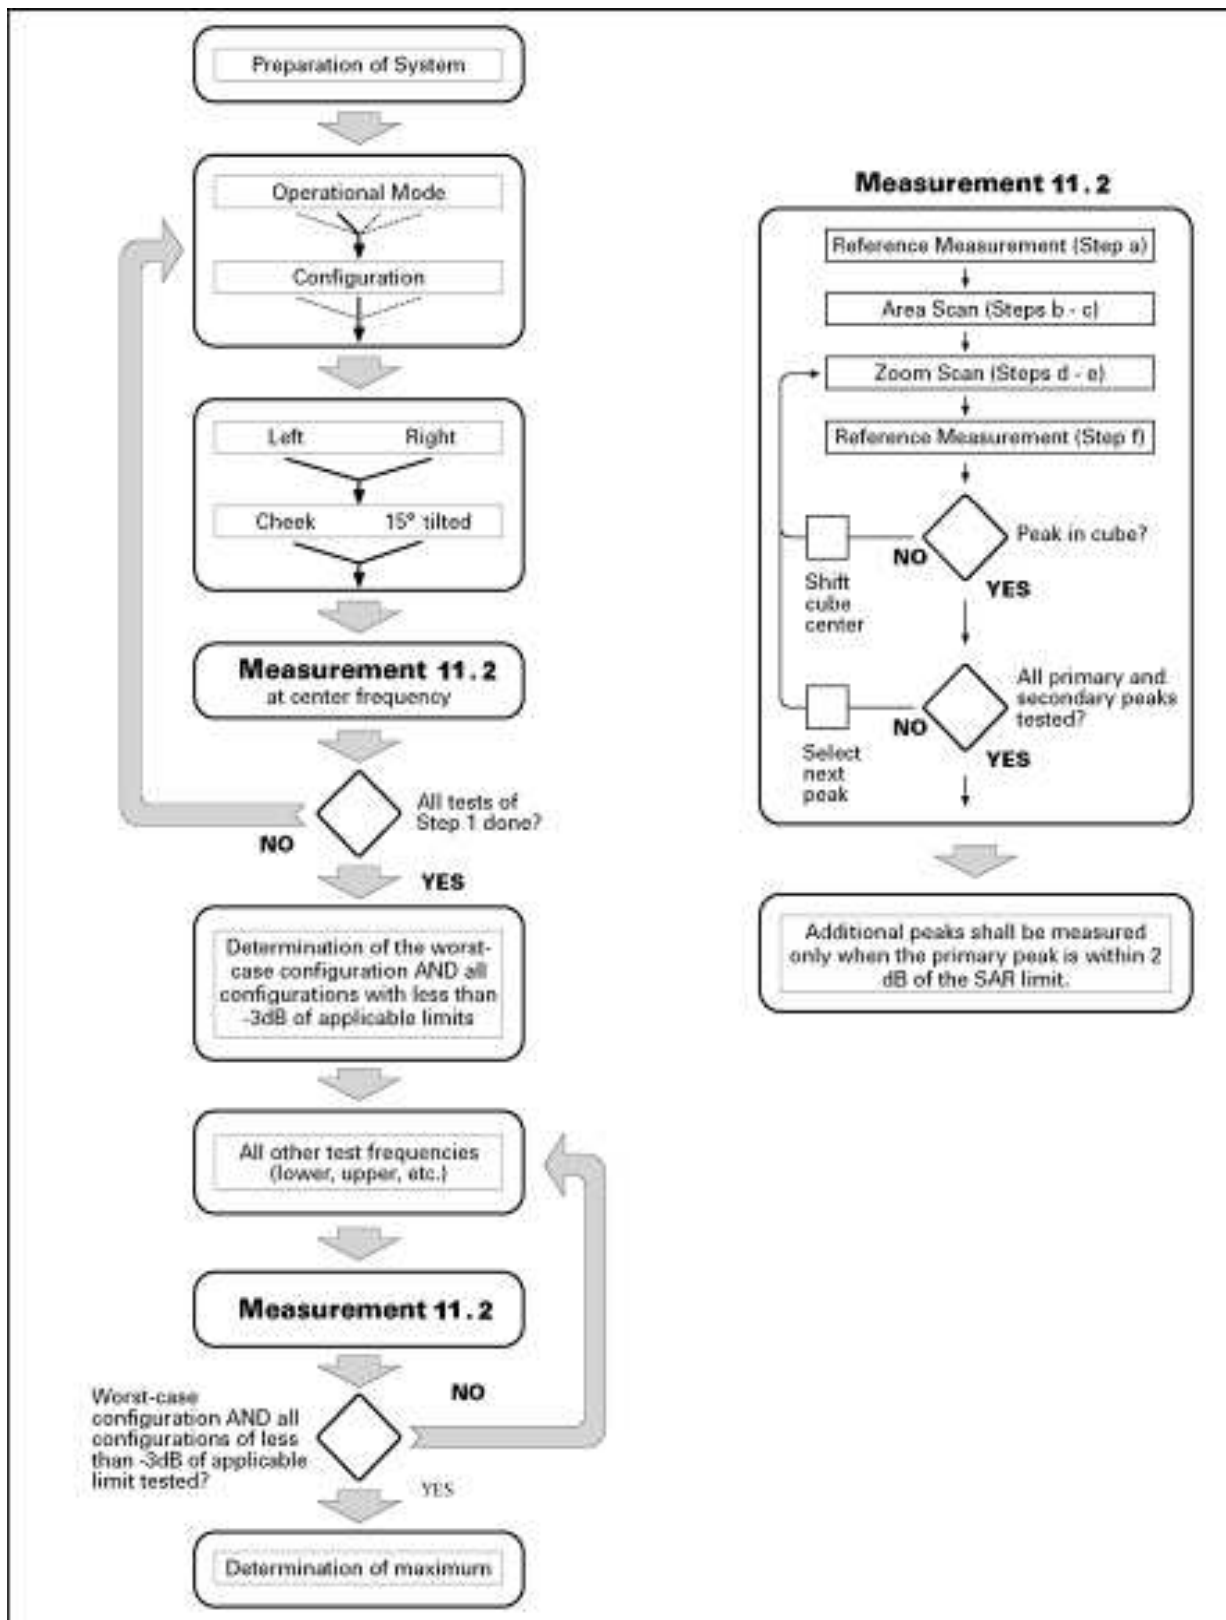 Preparation of System
Operational Mode
Configuration
Left Right
Cheek 15° tilted
Measurement 11.2
at center frequency
All tests of
Step 1 done?
NO
YES
Determination of the worst-
case configuration AND all
configurations with less than
-3dB of applicable limits
All other test frequencies
(lower, upper, etc.)
Measurement 11.2
NO
Worst-case
configuration AND all
configurations of less
than -3dB of applicable
limit tested?
YES
Determination of maximum
Measurement 11.2
Reference Measurement (Step a)
Area Scan (Steps b - c)
Zoom Scan (Steps d - e)
Reference Measurement (Step f)
Peak in cube?
NO
Shift
cube
center
YES
All primary and
secondary peaks
tested?
NO
Select
next
peak
YES
Additional peaks shall be measured
only when the primary peak is within 2
dB of the SAR limit.